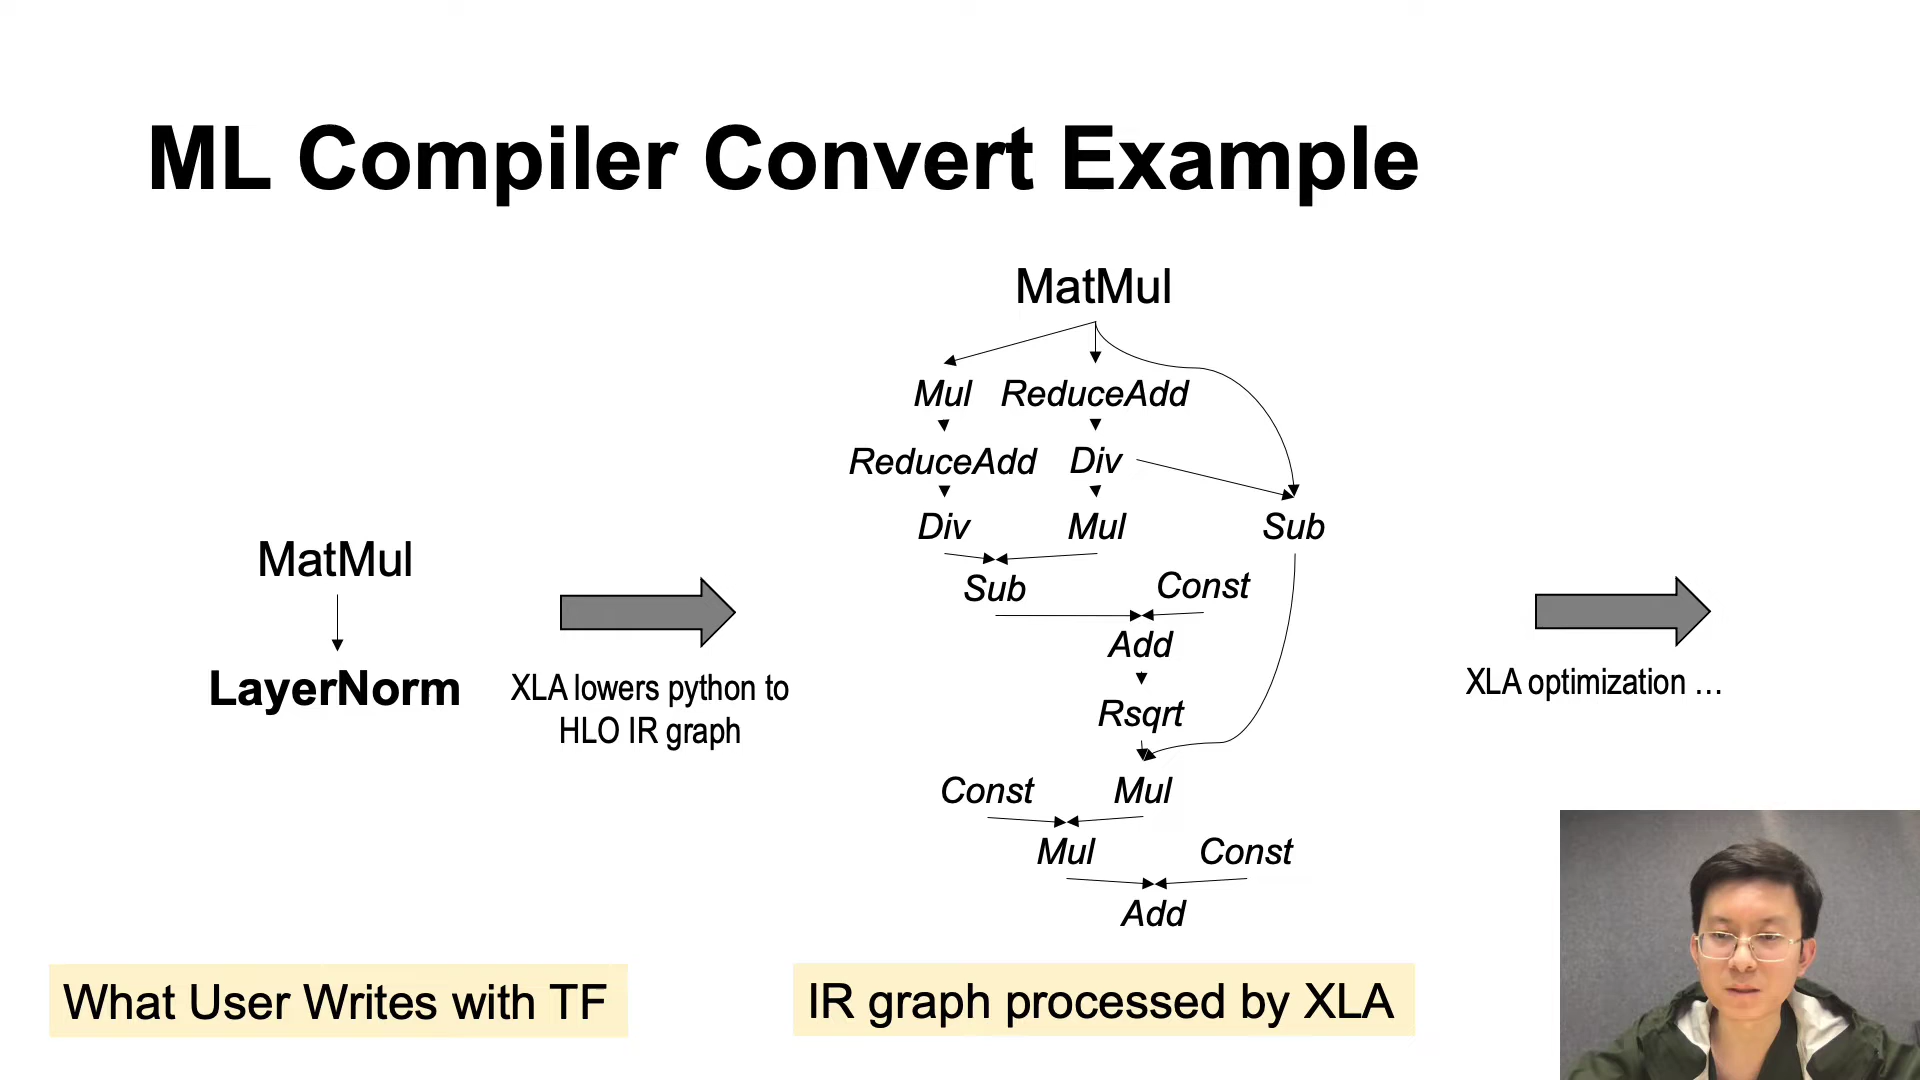 ML Compiler Convert Example
MatMul
LayerNorm
XLA lowers python to
HLO IR graph
MatMul
Mul ReduceAdd
ReduceAdd Div
Div Mul Sub
Sub Const
Add
Rsqrt
Const Mul
Mul Const
Add
XLA optimization ...
What User Writes with TF
IR graph processed by XLA